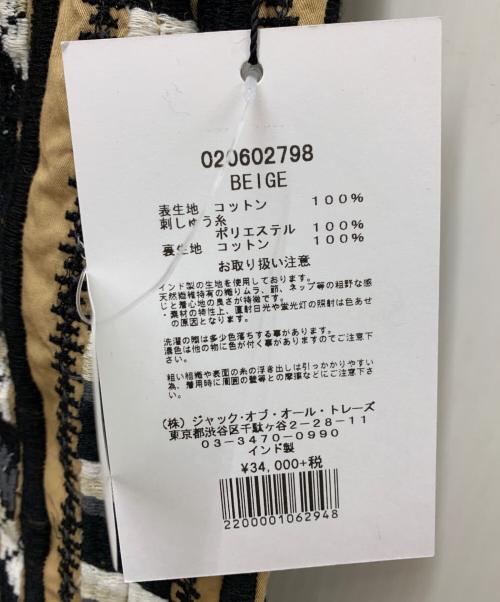 020602798
BEIGE
表生地 コットン 100%
刺しゅう糸
ポリエステル 100%
裏生地 コットン 100%
お取り扱い注意
インド製の生地を使用しております。
天然繊維特有の織りムラ、節、ネップ等の粗野な感
じと着心地の良さが特徴です。
・素材の特性上、直射日光や蛍光灯の照射は色あせ
の原因となります。
洗濯の際は多少色落ちする事があります。
濃色は他の物に色が付く事がありますのでご注意下
さい。
粗い組織や表面の糸の浮き出しは引っかかりやすい
為、着用時に周囲の壁等との摩擦などにご注意下さ
い。
(株) ジャック・オブ・オール・トレーズ
東京都渋谷区千駄ヶ谷2-28-11
03-3470-0990
インド製
¥34,000+税
2200001062948